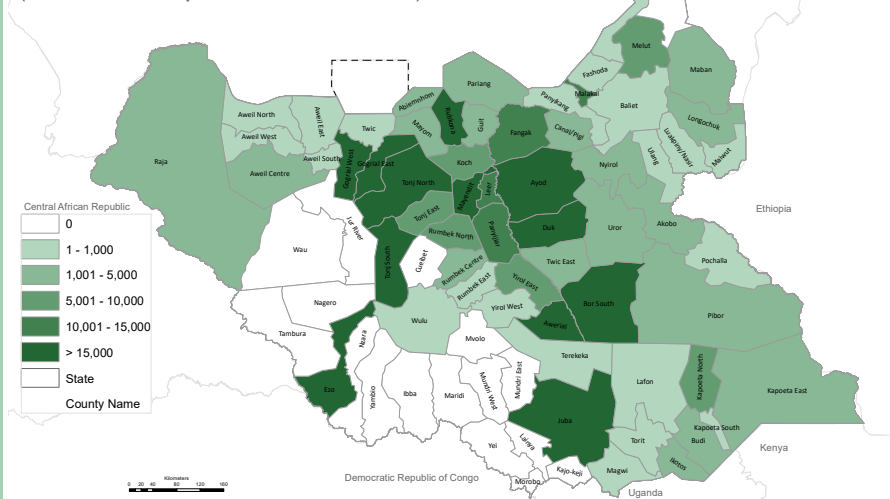 Melut
Maban
Fashoda
Pariang
Malakal
Panyikang
Baliet
Abiemnhom
Rubkona
Aweil North
Aweil East
Twic
Mayom
Guit
Fangak
Canal/Pigi
Longochuk
Aweil West
Luakpiny/Nasir
Maiwut
Ulang
Raja
Aweil South
Gogrial West
Gogrial East
Koch
Nyirol
Aweil Centre
Tonj North
Mayendit
Leer
Ayod
Central African Republic
0
1 - 1,000
1,001 - 5,000
5,001 - 10,000
10,001 - 15,000
> 15,000
State
County Name
Tonj East
Ethiopia
Jur River
Rumbek North
Panyijiar
Duk
Uror
Akobo
Wau
Tonj South
Cueibet
Rumbek Centre
Twic East
Pochalla
Rumbek East
Yirol East
Nagero
Yirol West
Bor South
Pibor
Wulu
Awerial
Tambura
Nzara
Mvolo
Terekeka
Ezo
Yambio
Ibba
Maridi
Mundri West
Mundri East
Lafon
Kapoeta North
Kapoeta East
Juba
Kapoeta South
Torit
Budi
Yei
Lainya
Kenya
Ikotos
Kajo-keji
Magwi
Morobo
Democratic Republic of Congo
Uganda
Kilometers
0 20 40 80 120 160